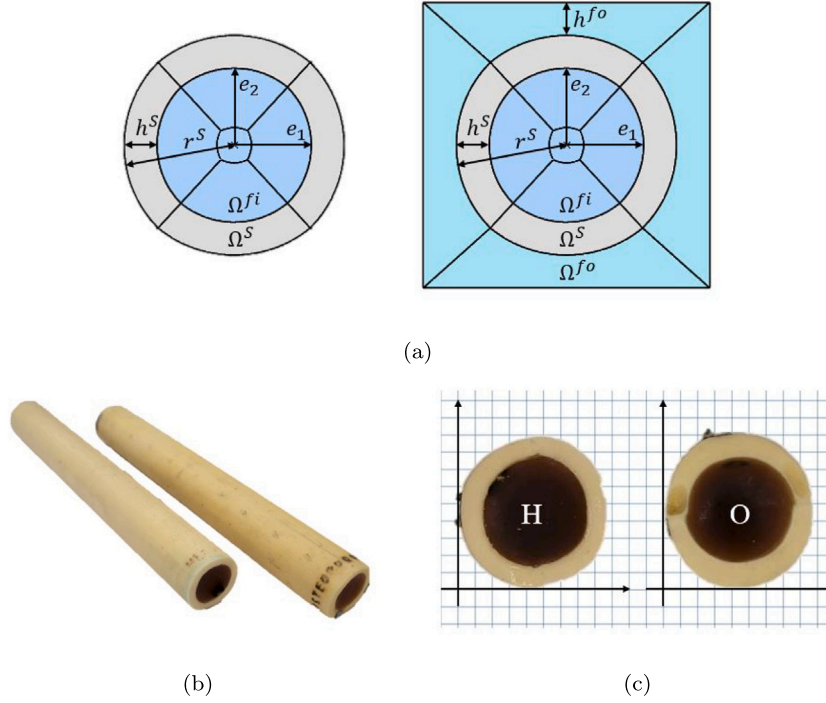 h^{fo}
e_2
e_2
h^S
r^S
e_1
h^S
r^S
e_1
Ω^{fi}
Ω^{fi}
Ω^S
Ω^S
Ω^{fo}
(a)
H
O
(b)
(c)